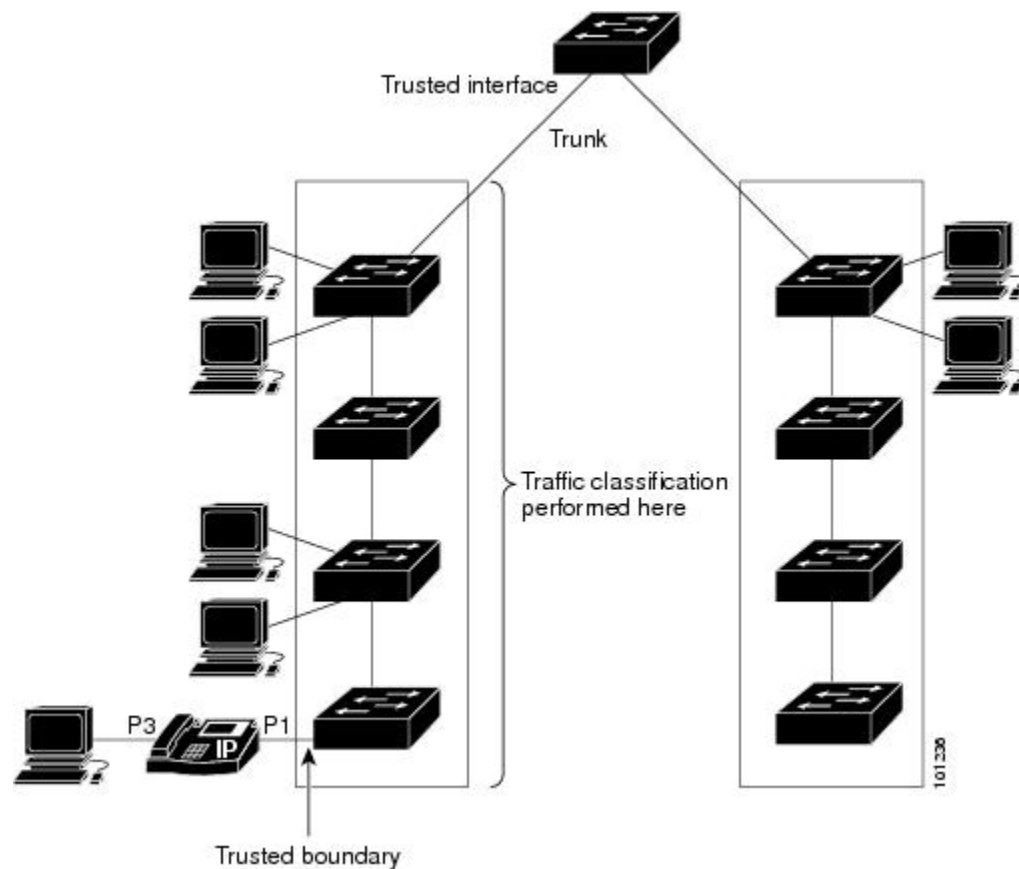 Trusted interface
Trunk
Traffic classification
performed here
P3
IP
P1
Trusted boundary
101236